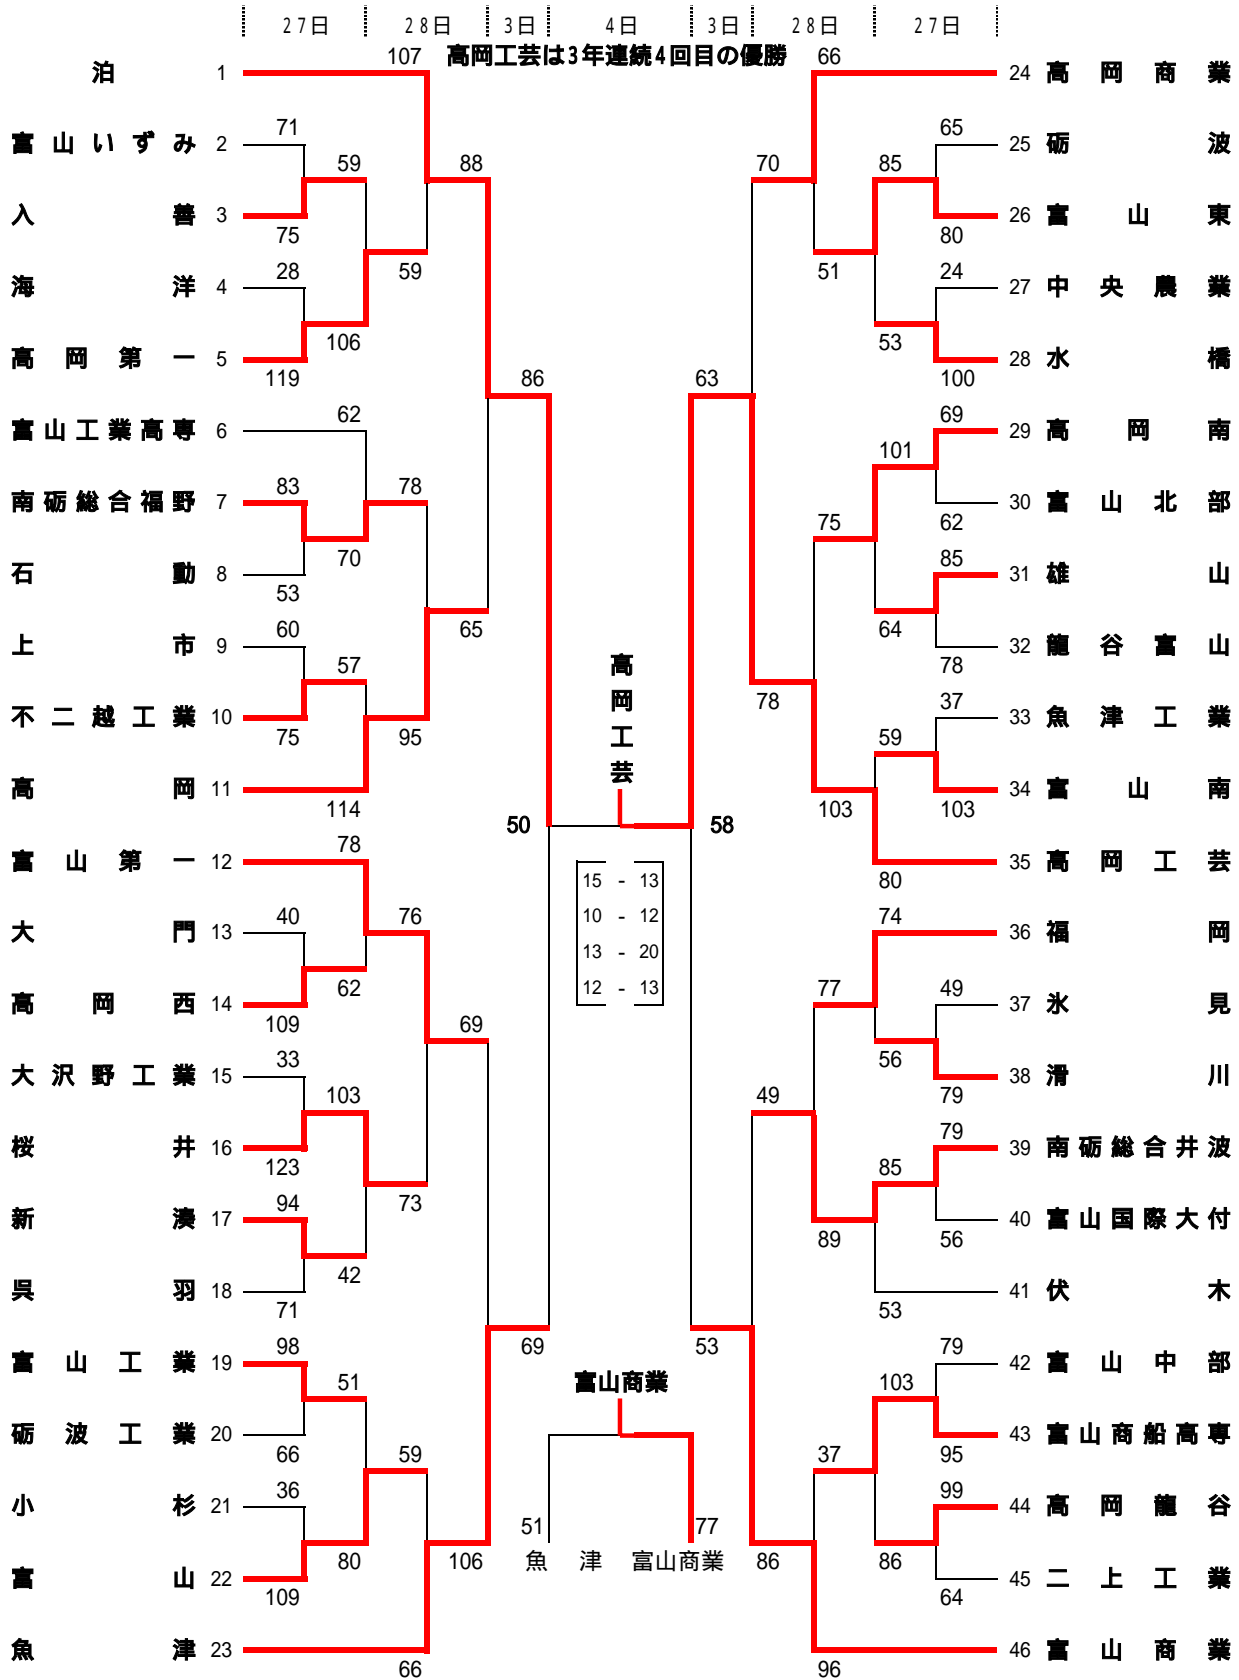 27日 28日 3日 4日 3日 28日 27日
高岡工芸は3年連続4回目の優勝
107 66
泊 1 24 高岡商業
71 65
富山いずみ 2 25 砺波
59 88 70 85
入善 3 26 富山東
75 80
28 59 51 24
海洋 4 27 中央農業
106 53
高岡第一 5 28 水橋
119 86 63 100
62 69
富山工業高専 6 29 高岡南
101
83 78
南砺総合福野 7 30 富山北部
75 62
70 85
石動 8 31 雄山
53
60 65 64
上市 9 32 龍谷富山
57 78
78 37
不二越工業 10 33 魚津工業
75 95 59
高岡 11 34 富山南
114 103 103
高岡工芸
50 58
78
富山第一 12 35 高岡工芸
15 - 13
80
40 76 10 - 12 74
大門 13 36 福岡
13 - 20
62 12 - 13 77 49
高岡西 14 37 氷見
109 69
33 56
大沢野工業 15 38 滑川
103 49 79
79
桜井 16 39 南砺総合井波
123 85
94 73
新湊 17 40 富山国際大付
89 56
42
呉羽 18 41 伏木
71 53
98 69 53 79
富山工業 19 42 富山中部
51 富山商業 103
砺波工業 20 43 富山商船高専
66 59 37 95
36 99
小杉 21 44 高岡龍谷
51 77
80 106 魚津 富山商業 86 86
富山 22 45 二上工業
109 64
魚津 23 46 富山商業
66 96